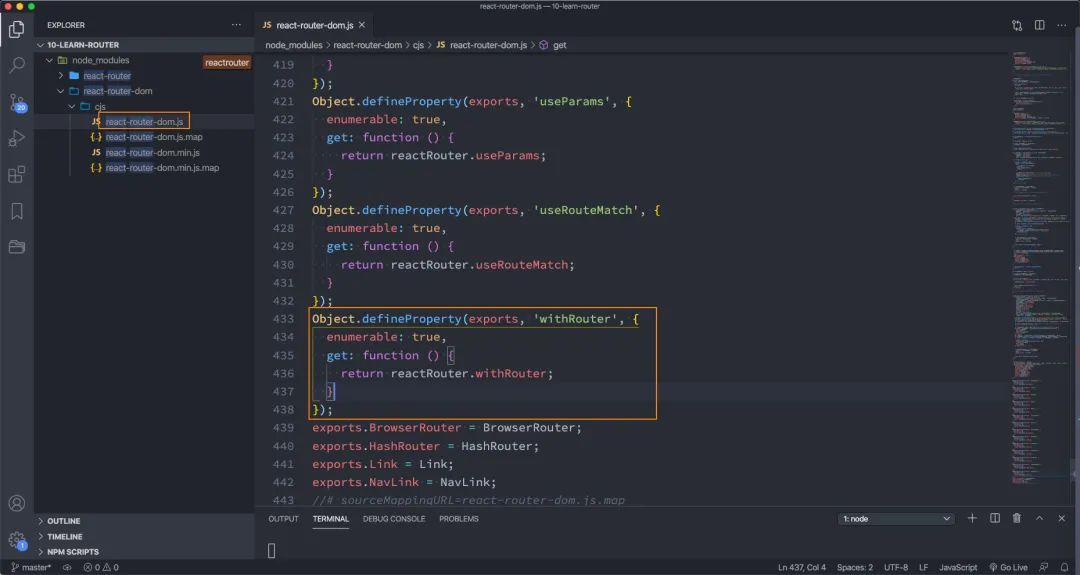 react-router-dom.js — 10-learn-router
EXPLORER
10-LEARN-ROUTER
node_modules
reactrouter
react-router
react-router-dom
cjs
JS react-router-dom.js
{..} react-router-dom.js.map
JS react-router-dom.min.js
{..} react-router-dom.min.js.map
20
OUTLINE
TIMELINE
NPM SCRIPTS
1
JS react-router-dom.js
node_modules > react-router-dom > cjs > JS react-router-dom.js > get
419 }
420 });
421 Object.defineProperty(exports, 'useParams', {
422 enumerable: true,
423 get: function () {
424 return reactRouter.useParams;
425 }
426 });
427 Object.defineProperty(exports, 'useRouteMatch', {
428 enumerable: true,
429 get: function () {
430 return reactRouter.useRouteMatch;
431 }
432 });
433 Object.defineProperty(exports, 'withRouter', {
434 enumerable: true,
435 get: function () {
436 return reactRouter.withRouter;
437 }
438 });
439 exports.BrowserRouter = BrowserRouter;
440 exports.HashRouter = HashRouter;
441 exports.Link = Link;
442 exports.NavLink = NavLink;
443 //# sourceMappingURL=react-router-dom.js.map
OUTPUT TERMINAL DEBUG CONSOLE PROBLEMS 1: node
master* 0 0 Ln 437, Col 4 Spaces: 2 UTF-8 LF JavaScript Go Live